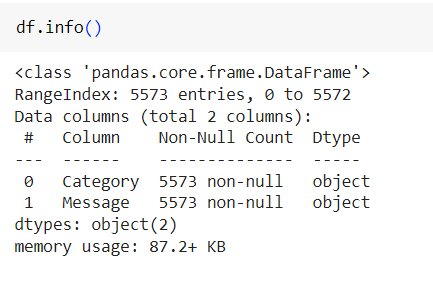 df.info()
<class 'pandas.core.frame.DataFrame'>
RangeIndex: 5573 entries, 0 to 5572
Data columns (total 2 columns):
 #   Column    Non-Null Count  Dtype
---  ------    --------------  -----
 0   Category  5573 non-null   object
 1   Message   5573 non-null   object
dtypes: object(2)
memory usage: 87.2+ KB